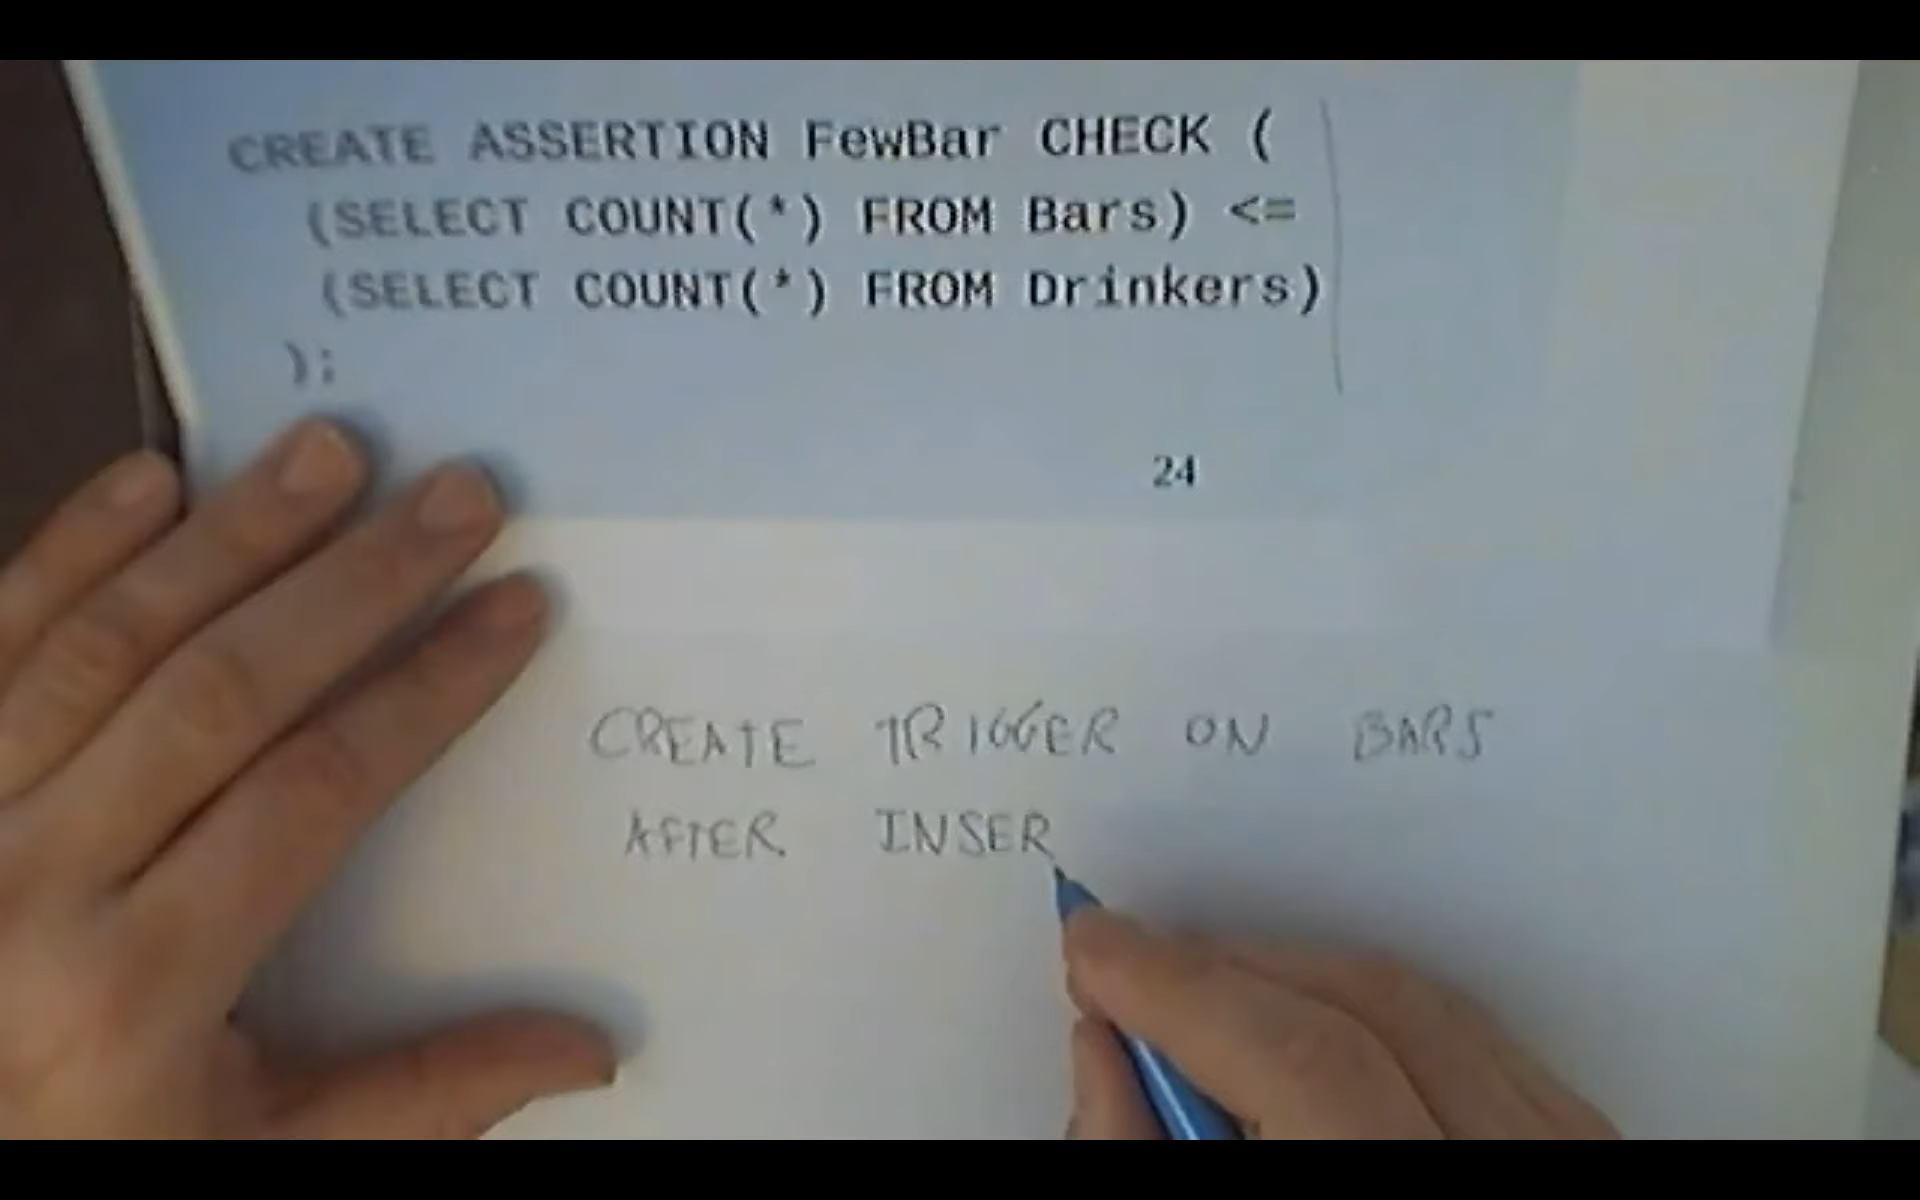 CREATE ASSERTION FewBar CHECK (
(SELECT COUNT(*) FROM Bars) <=
(SELECT COUNT(*) FROM Drinkers)
);
24
CREATE TRIGGER ON BARS
AFTER INSER